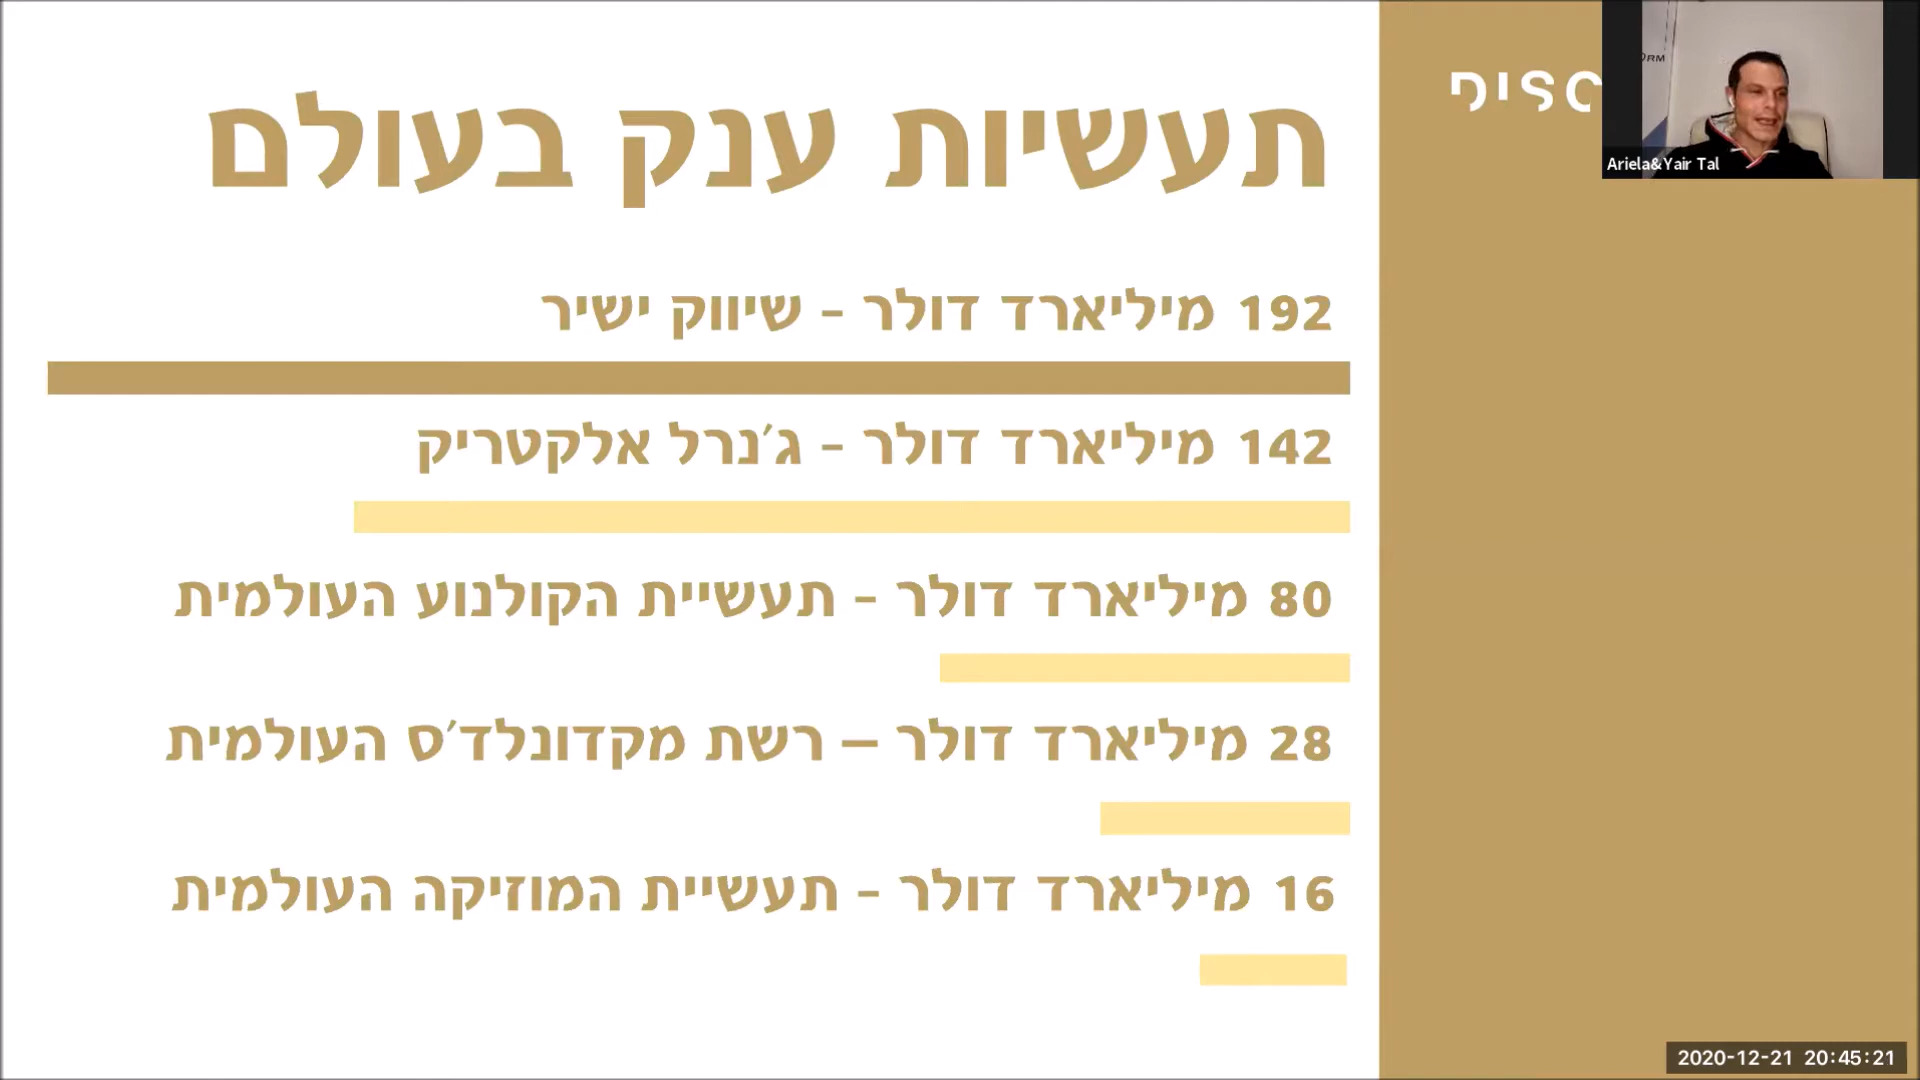 תעשיות ענק בעולם
192 מיליארד דולר - שיווק ישיר
142 מיליארד דולר - ג'נרל אלקטריק
80 מיליארד דולר - תעשיית הקולנוע העולמית
28 מיליארד דולר – רשת מקדונלד'ס העולמית
16 מיליארד דולר - תעשיית המוזיקה העולמית
DISC
ORM
Ariela&Yair Tal
2020-12-21 20:45:21